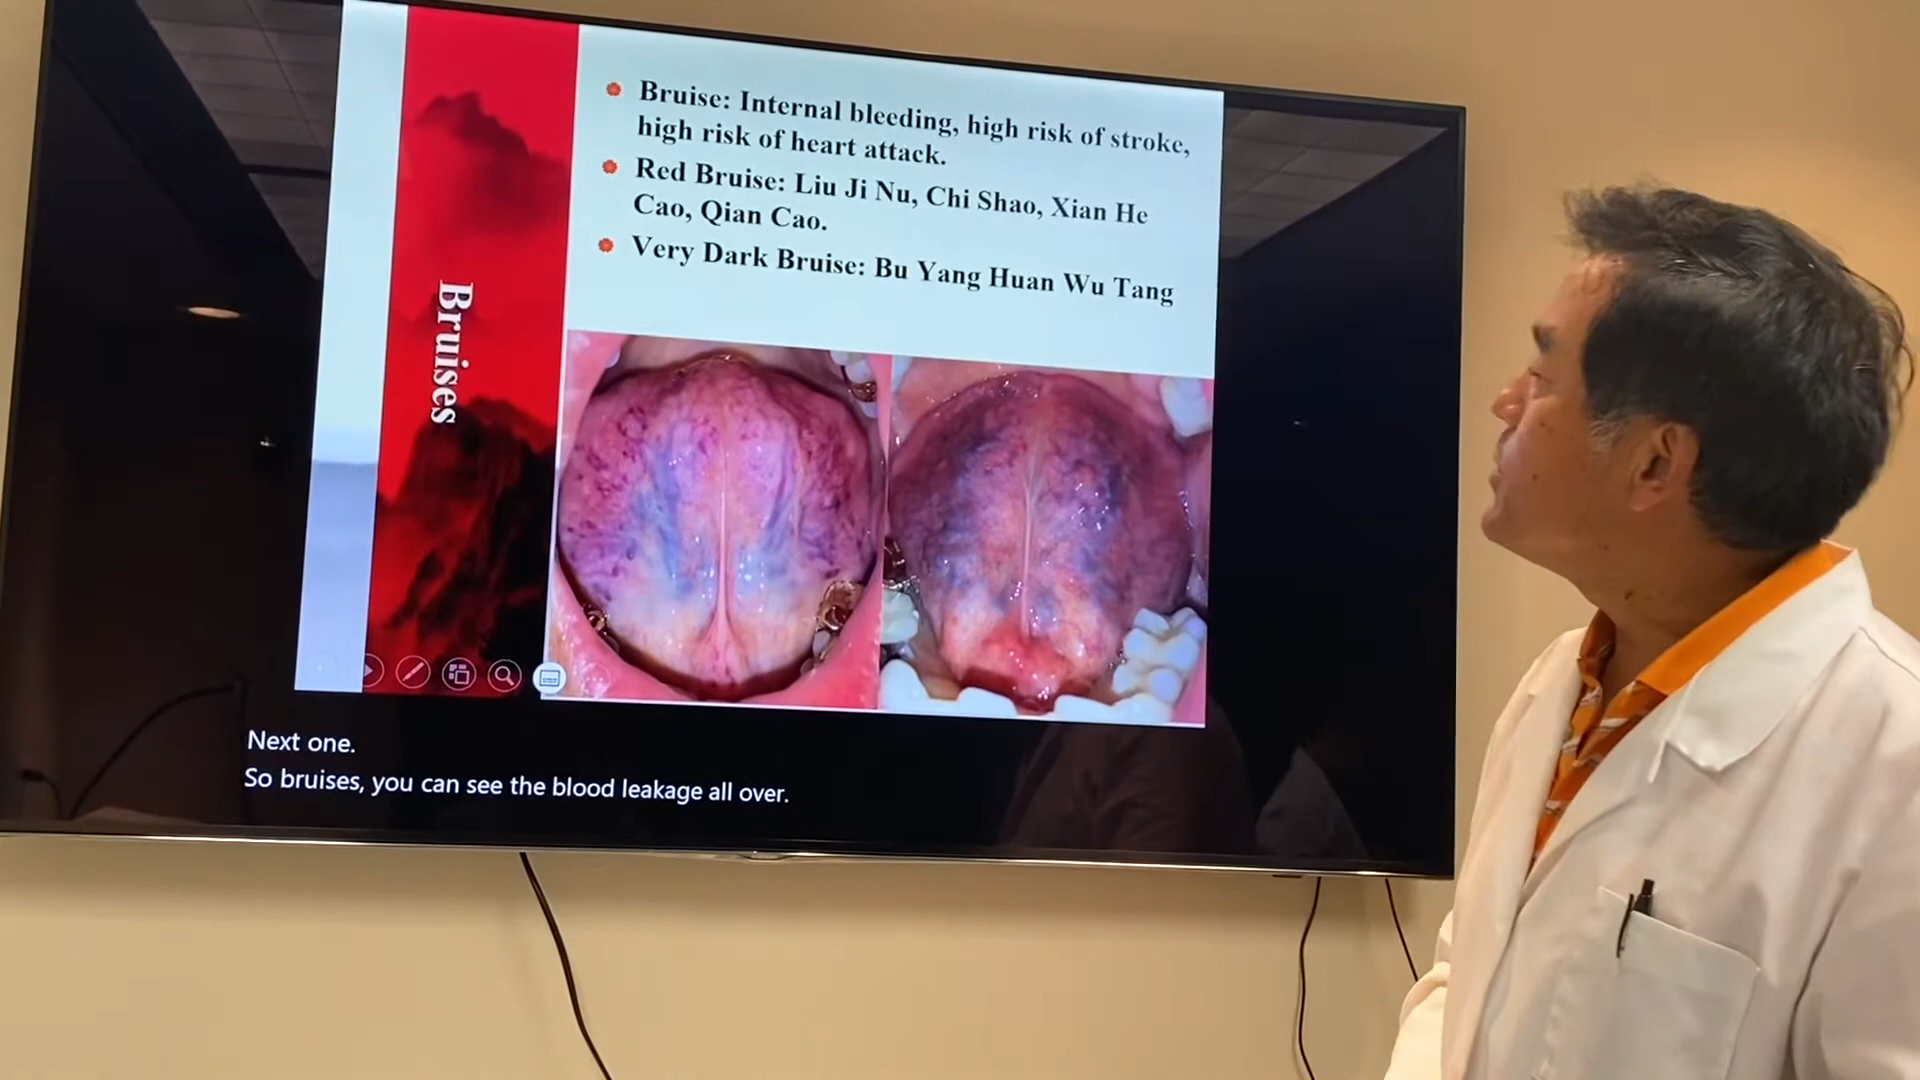 Bruise: Internal bleeding, high risk of stroke,
high risk of heart attack.
Red Bruise: Liu Ji Nu, Chi Shao, Xian He
Cao, Qian Cao.
Very Dark Bruise: Bu Yang Huan Wu Tang
Bruises
Next one.
So bruises, you can see the blood leakage all over.